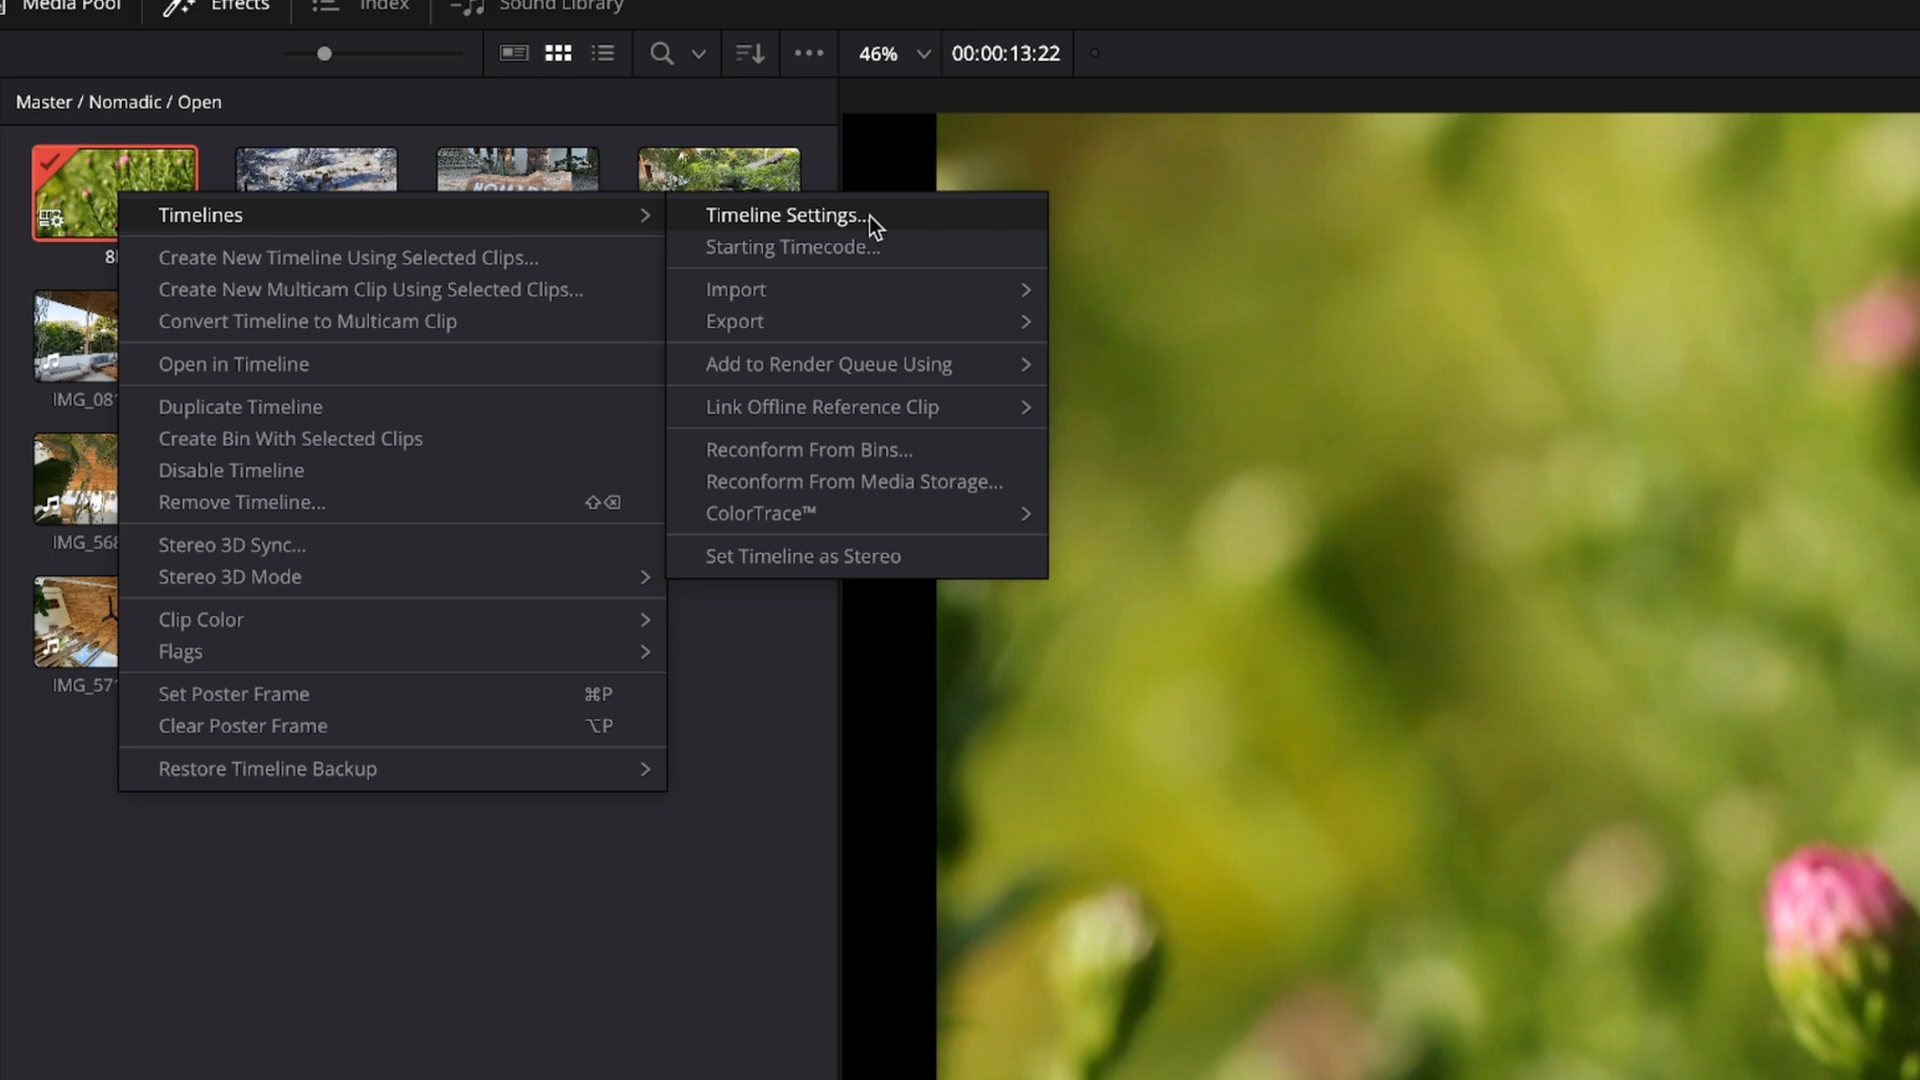 Media Pool
Effects
Index
Sound Library
46%
00:00:13:22
Master / Nomadic / Open
Timelines
Create New Timeline Using Selected Clips...
Create New Multicam Clip Using Selected Clips...
Convert Timeline to Multicam Clip
Open in Timeline
Duplicate Timeline
Create Bin With Selected Clips
Disable Timeline
Remove Timeline... ⇧⌫
Stereo 3D Sync...
Stereo 3D Mode
Clip Color
Flags
Set Poster Frame ⌘P
Clear Poster Frame ⌥P
Restore Timeline Backup
Timeline Settings...
Starting Timecode...
Import
Export
Add to Render Queue Using
Link Offline Reference Clip
Reconform From Bins...
Reconform From Media Storage...
ColorTrace™
Set Timeline as Stereo
8
IMG_08
IMG_568
IMG_57